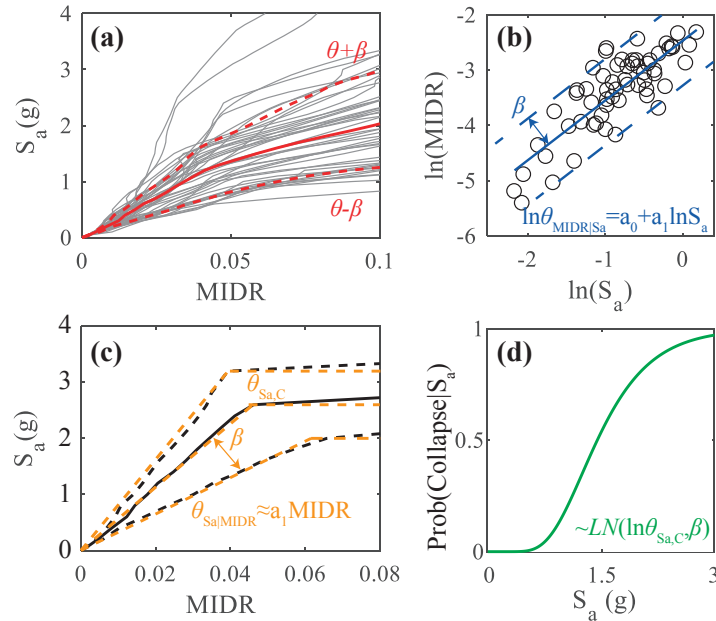 (a)
θ+β
θ-β
4
3
2
1
0
0
0.05
0.1
S_a(g)
MIDR
(b)
β
lnθ_MIDR|Sa=a_0+a_1lnS_a
-2
-3
-4
-5
-6
-2
-1
0
ln(MIDR)
ln(S_a)
(c)
θ_Sa,C
β
θ_Sa|MIDR≈a_1MIDR
4
3
2
1
0
0
0.02
0.04
0.06
0.08
S_a(g)
MIDR
(d)
~LN(lnθ_Sa,C,β)
1
0.5
0
0
1.5
3
Prob(Collapse|S_a)
S_a (g)